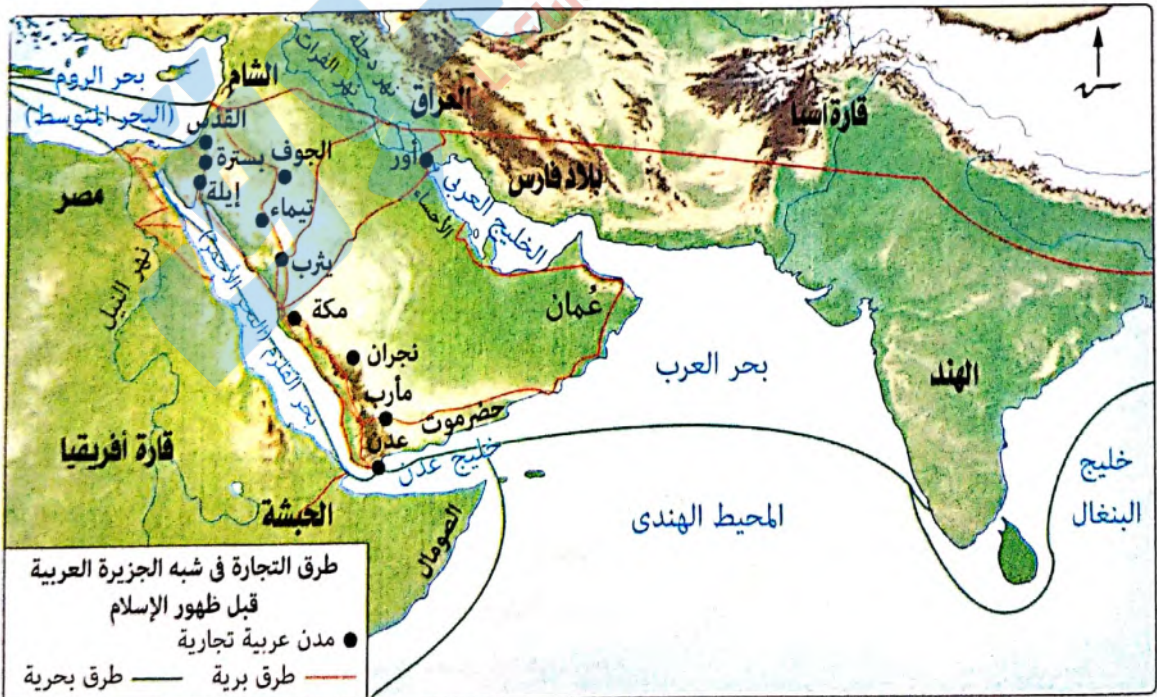 بحر الروم
(البحر المتوسط)
الشام
نهر الفرات
نهر دجلة
العراق
قارة آسيا
القدس
بسترة
إيلة
الجوف
تيماء
أور
بلاد فارس
مصر
نهر النيل
يثرب
الأحساء
الخليج العربى
بحر القلزم (البحر الأحمر)
مكة
عُمان
نجران
مأرب
حضرموت
عدن
خليج عدن
بحر العرب
الهند
قارة أفريقيا
الحبشة
الصومال
المحيط الهندى
خليج
البنغال
طرق التجارة فى شبه الجزيرة العربية
قبل ظهور الإسلام
مدن عربية تجارية
طرق برية
طرق بحرية